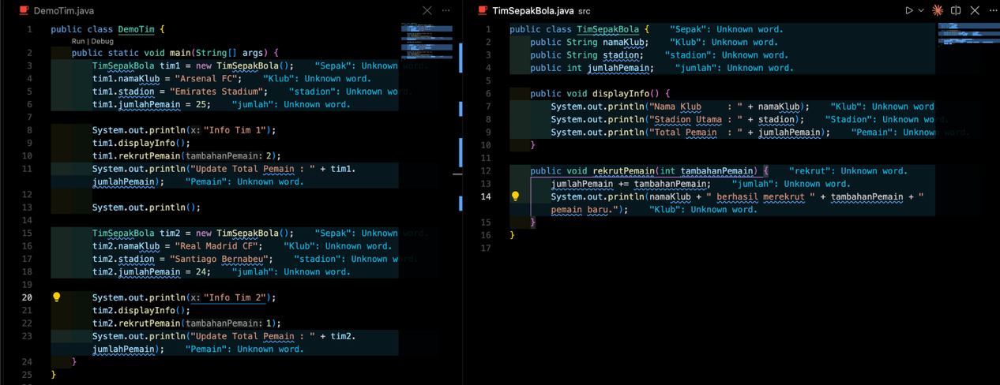 DemoTim.java
1 public class DemoTim {
Run | Debug
2 public static void main(String[] args) {
3 TimSepakBola tim1 = new TimSepakBola(); "Sepak": Unknown word.
4 tim1.namaKlub = "Arsenal FC"; "Klub": Unknown word.
5 tim1.stadion = "Emirates Stadium"; "stadion": Unknown word.
6 tim1.jumlahPemain = 25; "jumlah": Unknown word.
7
8 System.out.println(x: "Info Tim 1");
9 tim1.displayInfo();
10 tim1.rekrutPemain(tambahanPemain: 2);
11 System.out.println("Update Total Pemain : " + tim1.
jumlahPemain); "Pemain": Unknown word.
12
13 System.out.println();
14
15 TimSepakBola tim2 = new TimSepakBola(); "Sepak": Unknown word.
16 tim2.namaKlub = "Real Madrid CF"; "Klub": Unknown word.
17 tim2.stadion = "Santiago Bernabeu"; "stadion": Unknown word.
18 tim2.jumlahPemain = 24; "jumlah": Unknown word.
19
20 System.out.println(x: "Info Tim 2");
21 tim2.displayInfo();
22 tim2.rekrutPemain(tambahanPemain: 1);
23 System.out.println("Update Total Pemain : " + tim2.
jumlahPemain); "Pemain": Unknown word.
24 }
25 }
26
TimSepakBola.java src
1 public class TimSepakBola { "Sepak": Unknown word.
2 public String namaKlub; "Klub": Unknown word.
3 public String stadion; "stadion": Unknown word.
4 public int jumlahPemain; "jumlah": Unknown word.
5
6 public void displayInfo() {
7 System.out.println("Nama Klub     : " + namaKlub); "Klub": Unknown word
8 System.out.println("Stadion Utama : " + stadion); "Stadion": Unknown word.
9 System.out.println("Total Pemain  : " + jumlahPemain); "Pemain": Unknown word.
10 }
11
12 public void rekrutPemain(int tambahanPemain) { "rekrut": Unknown word.
13 jumlahPemain += tambahanPemain; "jumlah": Unknown word.
14 System.out.println(namaKlub + " berhasil merekrut " + tambahanPemain + "
pemain baru."); "Klub": Unknown word.
15 }
16 }
17